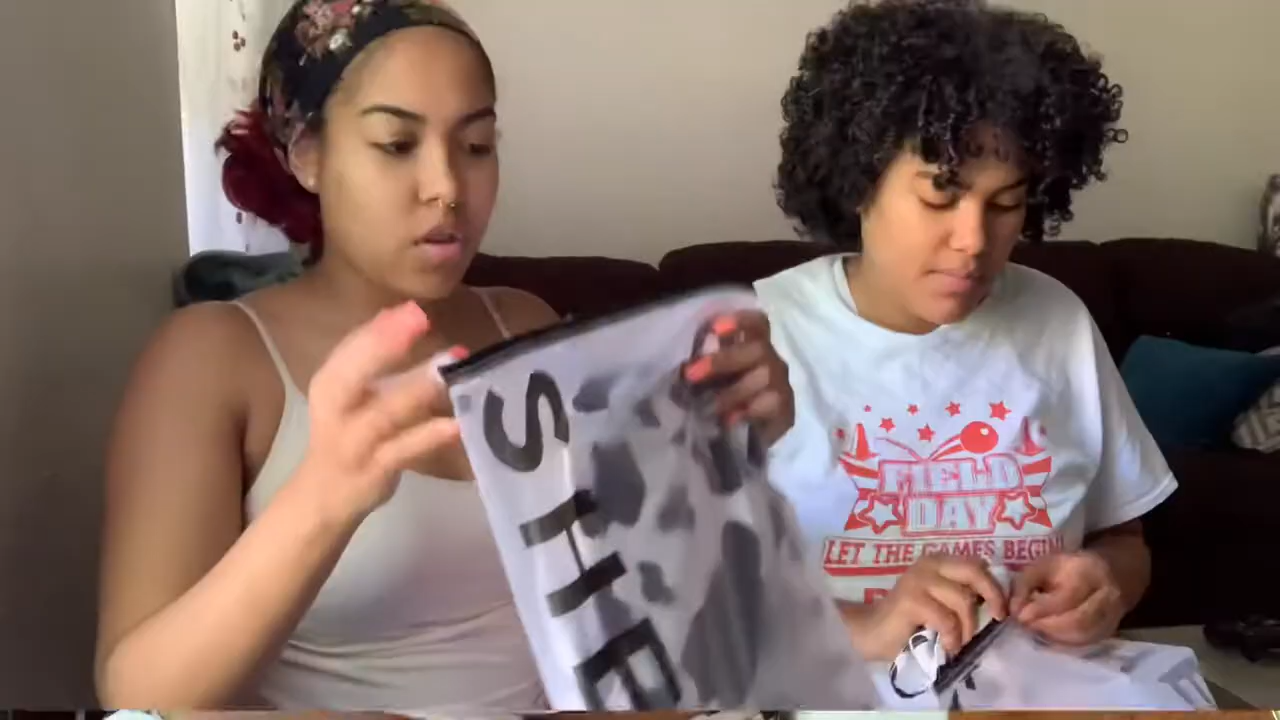 SHE
FIELD
DAY
LET THE GAMES BEGIN